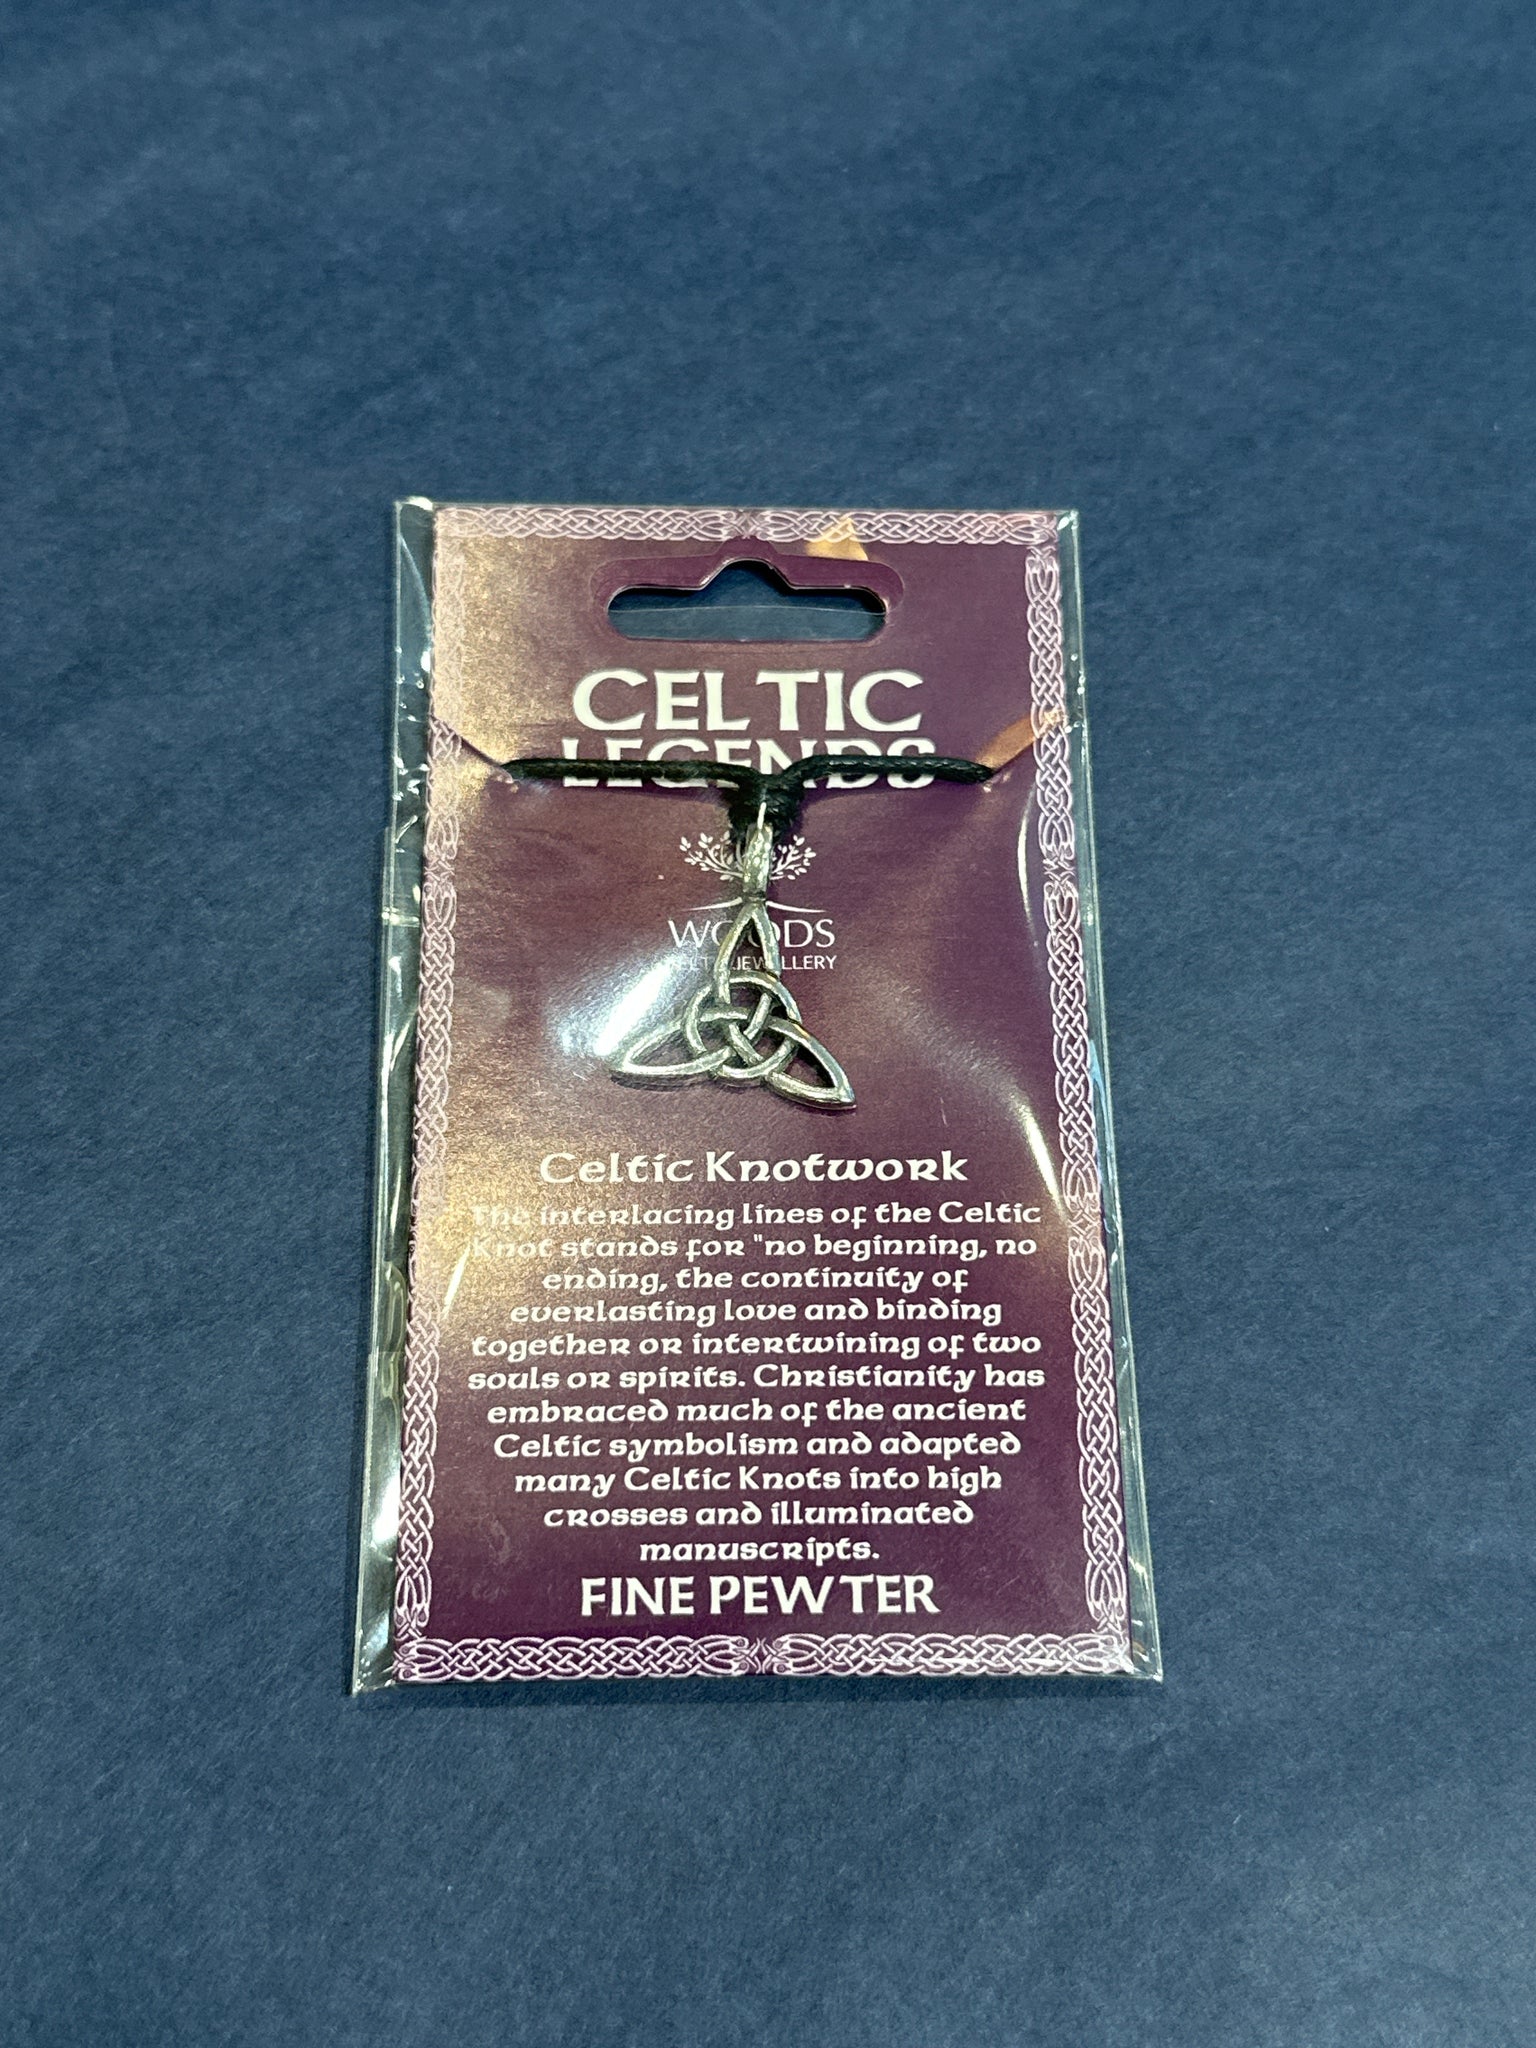 CELTIC
LEGENDS
WOODS
JEWELLERY
Celtic Knotwork
The interlacing lines of the Celtic
Knot stands for "no beginning, no
ending, the continuity of
everlasting love and binding
together or intertwining of two
souls or spirits. Christianity has
embraced much of the ancient
Celtic symbolism and adapted
many Celtic Knots into high
crosses and illuminated
manuscripts.
FINE PEWTER